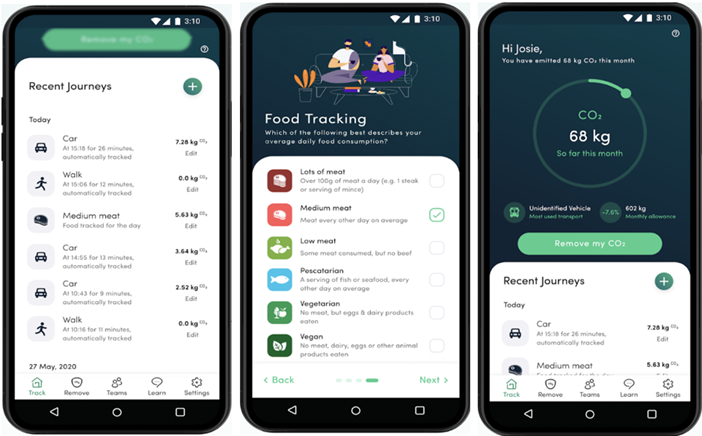 3:10
Remove my CO₂
Recent Journeys
Today
Car
At 15:18 for 26 minutes,
automatically tracked
7.28 kg CO₂
Edit
Walk
At 15:06 for 12 minutes,
automatically tracked
0.0 kg CO₂
Edit
Medium meat
Food tracked for the day
5.63 kg CO₂
Edit
Car
At 14:55 for 13 minutes,
automatically tracked
3.64 kg CO₂
Edit
Car
At 10:43 for 9 minutes,
automatically tracked
2.52 kg CO₂
Edit
Walk
At 10:16 for 11 minutes,
automatically tracked
0.0 kg CO₂
Edit
27 May, 2020
Track
Remove
Teams
Learn
Settings
3:10
Food Tracking
Which of the following best describes your
average daily food consumption?
Lots of meat
Over 100g of meat a day (e.g. 1 steak
or serving of mince)
Medium meat
Meat every other day on average
Low meat
Some meat consumed, but no beef
Pescatarian
A serving of fish or seafood, every
other day on average
Vegetarian
No meat, but eggs & dairy products
eaten
Vegan
No meat, dairy, eggs or other animal
products eaten
< Back
Next >
3:10
Hi Josie,
You have emitted 68 kg CO₂ this month
CO₂
68 kg
So far this month
Unidentified Vehicle
Most used transport
-7.6%
602 kg
Monthly allowance
Remove my CO₂
Recent Journeys
Today
Car
At 15:18 for 26 minutes,
automatically tracked
7.28 kg CO₂
Edit
Medium meat
5.63 kg CO₂
Track
Remove
Teams
Learn
Settings